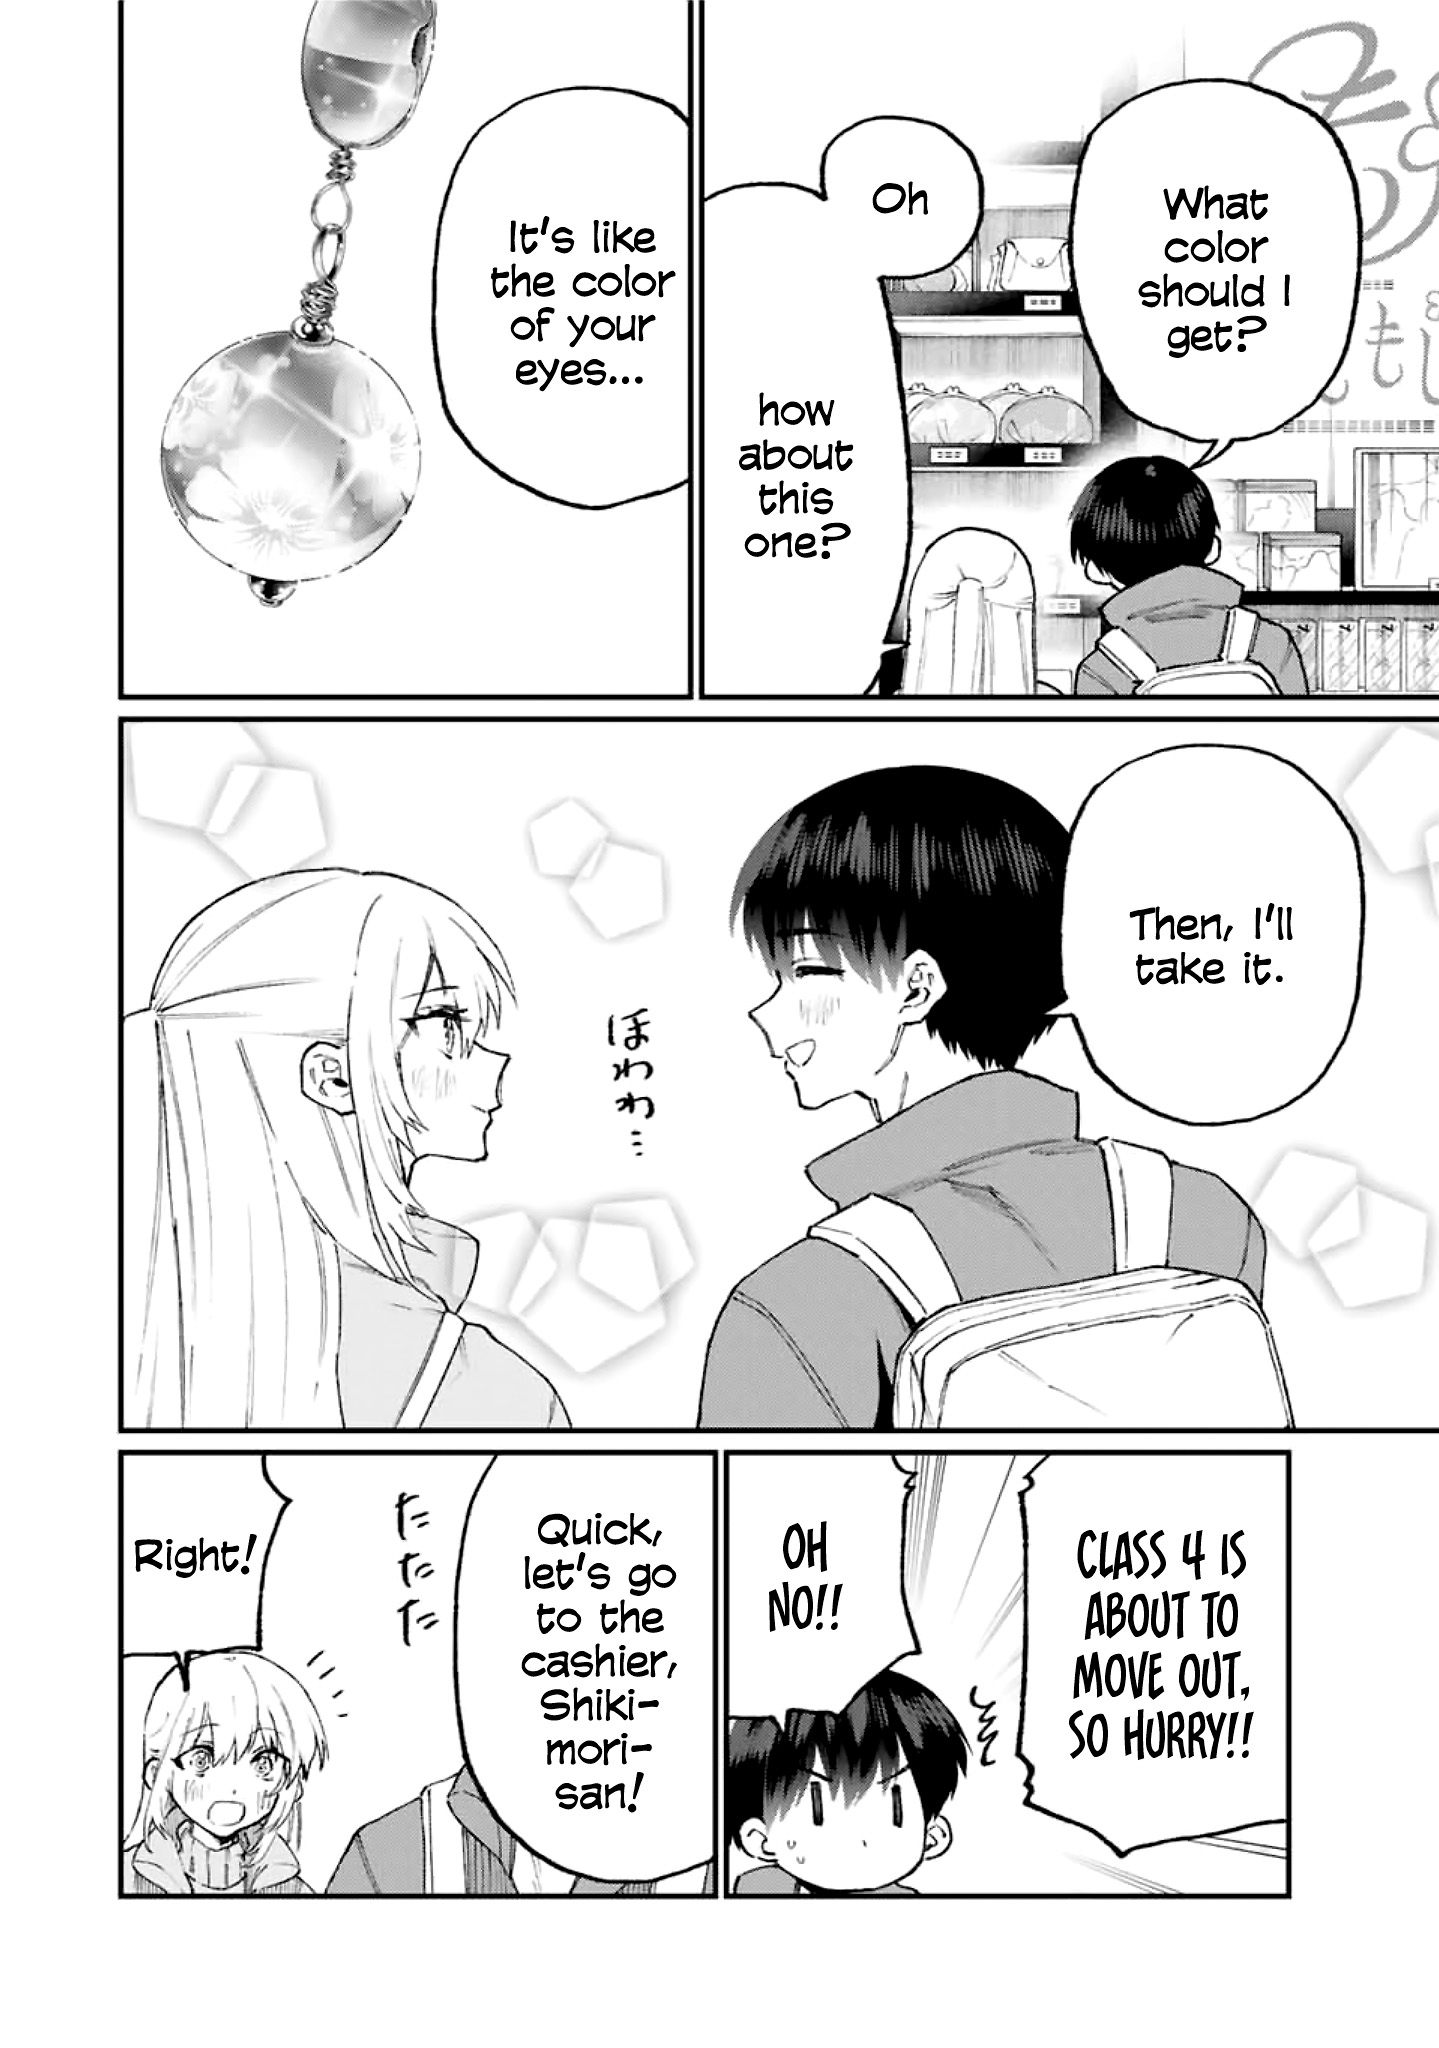 What
color
should I
get?
Oh
how
about
this
one?
It's like
the color
of your
eyes...
Then, I'll
take it.
ほわわ…
CLASS 4 IS
ABOUT TO
MOVE OUT,
SO HURRY!!
OH
NO!!
Quick,
let's go
to the
cashier,
Shiki-
mori-
san!
たたた
Right!